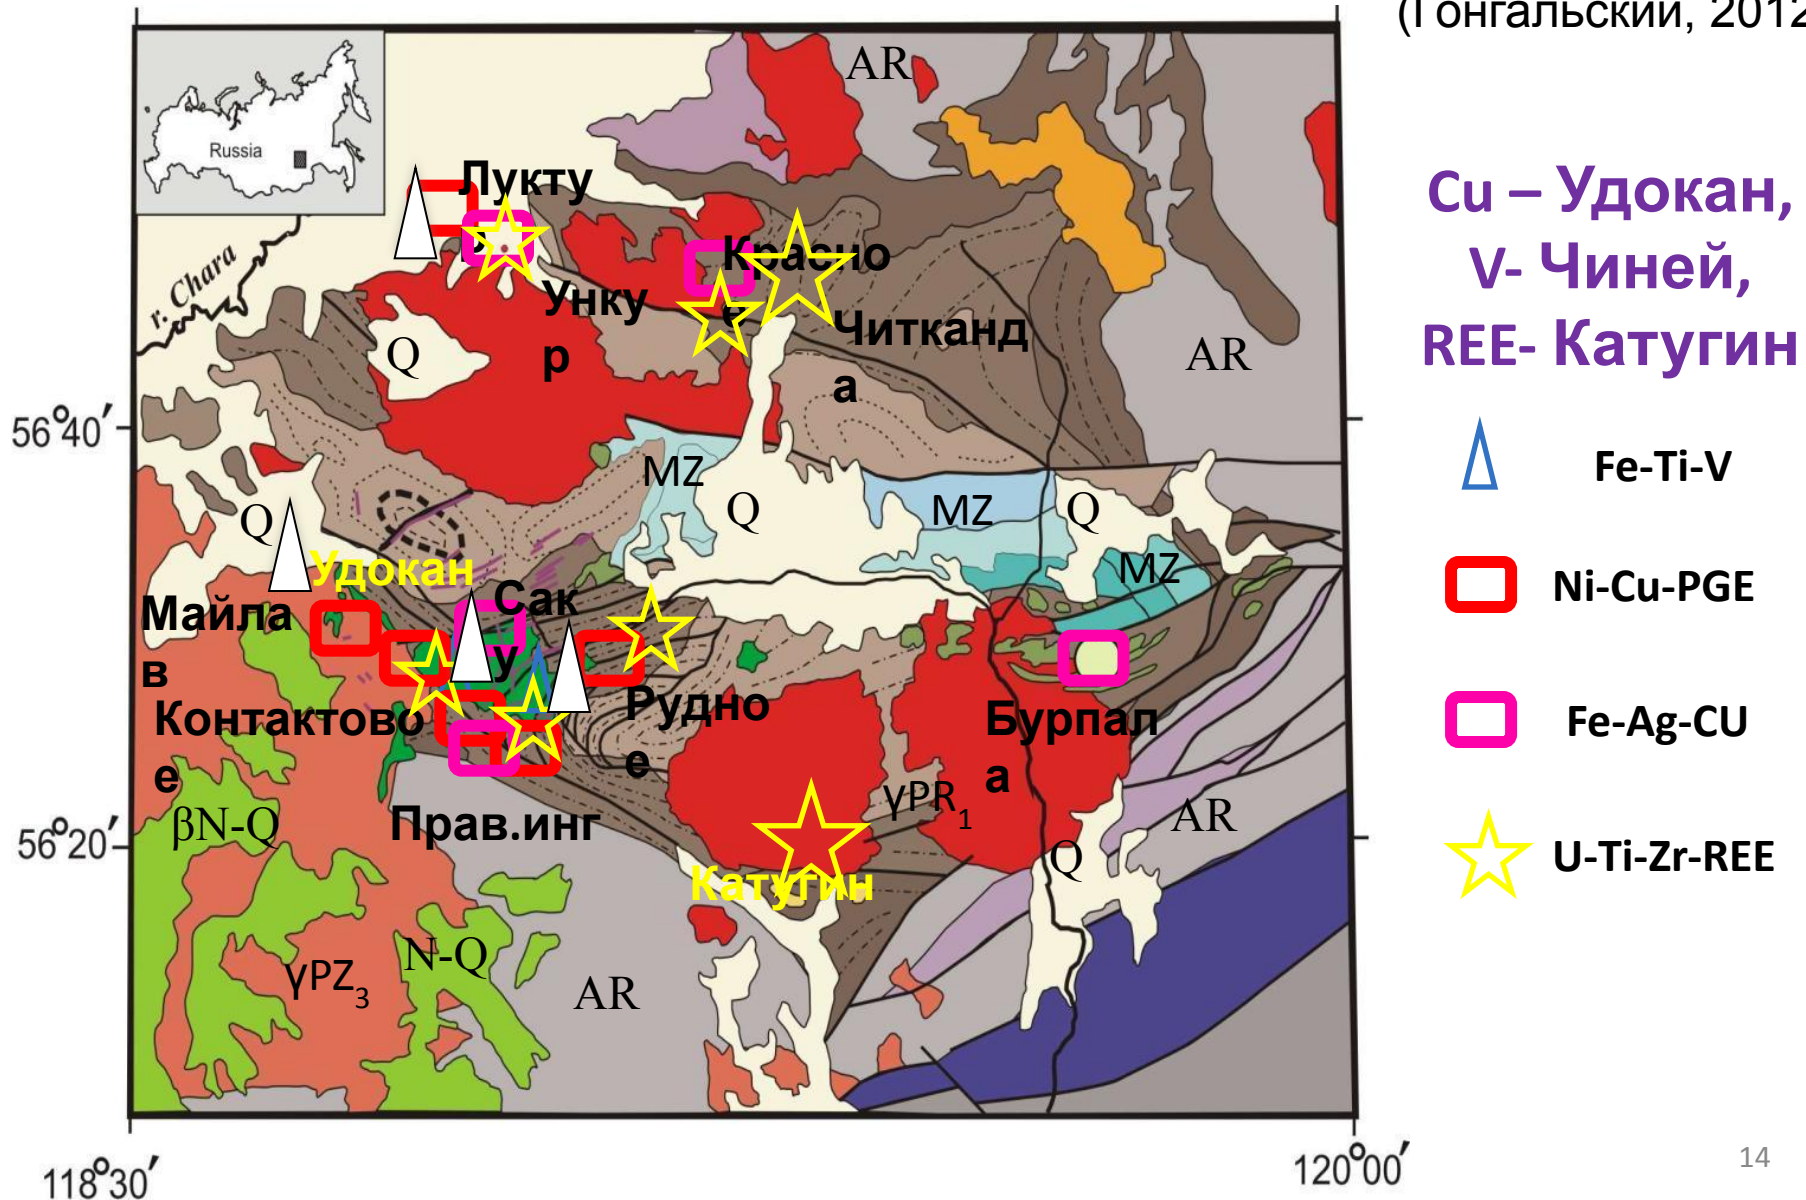 (Гонгальский, 2012
Russia
r. Chara
AR
Лукту
р
Красно
е
Унку
р
Читканд
а
Q
AR
56°40′
MZ
Q
MZ
Q
MZ
Q
Удокан
Сак
у
Майла
в
Контактово
е
Рудно
е
Бурпал
а
Прав.инг
γPR1
AR
βN-Q
56°20′
Q
Катугин
N-Q
γPZ3
AR
118°30′
120°00′
Cu – Удокан,
V- Чиней,
REE- Катугин
Fe-Ti-V
Ni-Cu-PGE
Fe-Ag-CU
U-Ti-Zr-REE
14